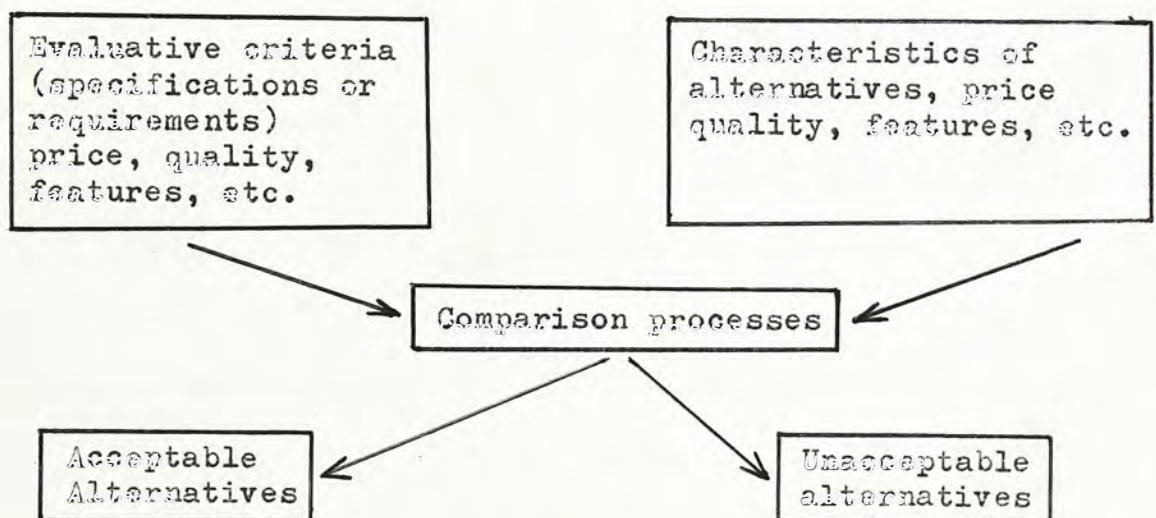 Evaluative criteria
(specifications or
requirements)
price, quality,
features, etc.
Characteristics of
alternatives, price
quality, features, etc.
Comparison processes
Acceptable
Alternatives
Unacceptable
alternatives